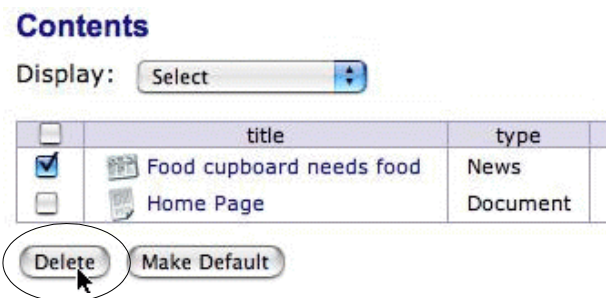 Contents
Display: Select
title type
Food cupboard needs food News
Home Page Document
Delete Make Default